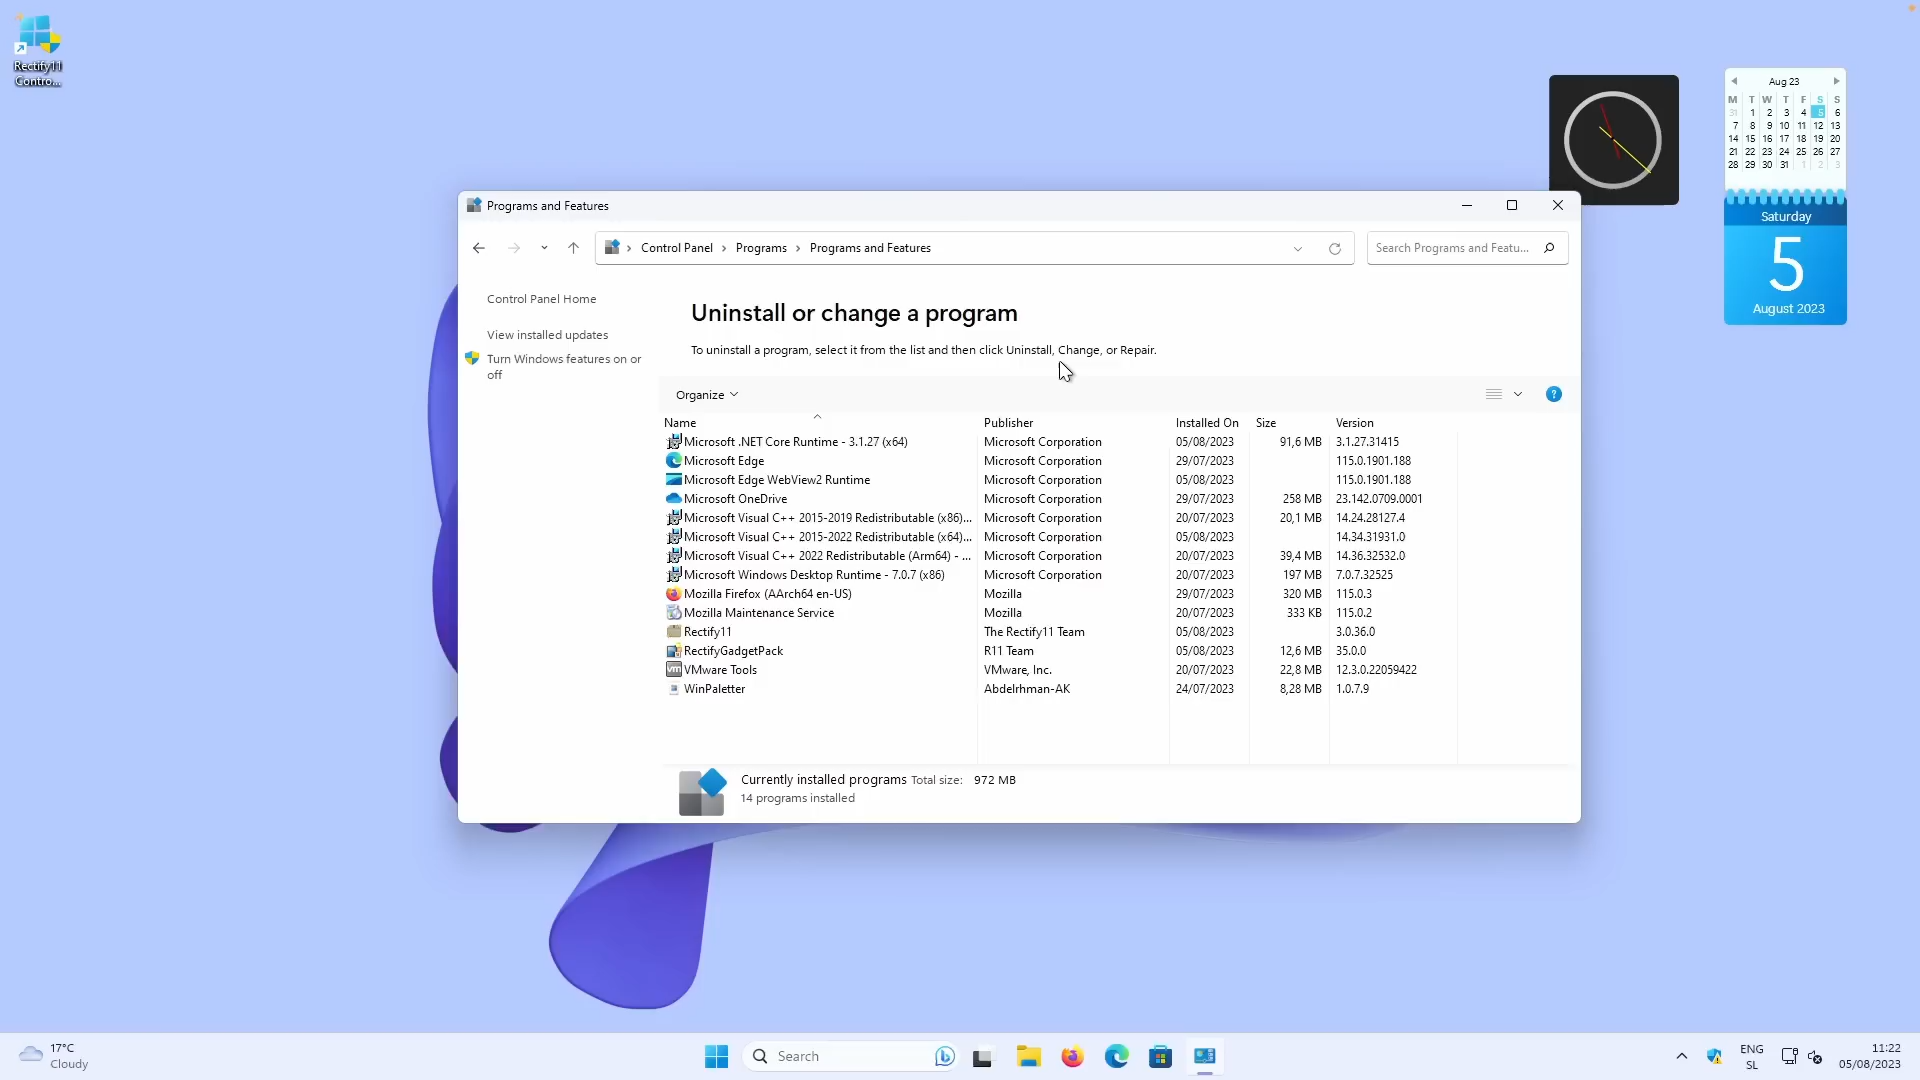 Rectify11
Contro...
Aug 23
M T W T F S S
31 1 2 3 4 5 6
7 8 9 10 11 12 13
14 15 16 17 18 19 20
21 22 23 24 25 26 27
28 29 30 31 1 2 3
Saturday
5
August 2023
Programs and Features
Control Panel > Programs > Programs and Features
Search Programs and Featu...
Control Panel Home
View installed updates
Turn Windows features on or
off
Uninstall or change a program
To uninstall a program, select it from the list and then click Uninstall, Change, or Repair.
Organize
?
Name Publisher Installed On Size Version
Microsoft .NET Core Runtime - 3.1.27 (x64) Microsoft Corporation 05/08/2023 91,6 MB 3.1.27.31415
Microsoft Edge Microsoft Corporation 29/07/2023 115.0.1901.188
Microsoft Edge WebView2 Runtime Microsoft Corporation 05/08/2023 115.0.1901.188
Microsoft OneDrive Microsoft Corporation 29/07/2023 258 MB 23.142.0709.0001
Microsoft Visual C++ 2015-2019 Redistributable (x86)... Microsoft Corporation 20/07/2023 20,1 MB 14.24.28127.4
Microsoft Visual C++ 2015-2022 Redistributable (x64)... Microsoft Corporation 05/08/2023 14.34.31931.0
Microsoft Visual C++ 2022 Redistributable (Arm64) - ... Microsoft Corporation 20/07/2023 39,4 MB 14.36.32532.0
Microsoft Windows Desktop Runtime - 7.0.7 (x86) Microsoft Corporation 20/07/2023 197 MB 7.0.7.32525
Mozilla Firefox (AArch64 en-US) Mozilla 29/07/2023 320 MB 115.0.3
Mozilla Maintenance Service Mozilla 20/07/2023 333 KB 115.0.2
Rectify11 The Rectify11 Team 05/08/2023 3.0.36.0
RectifyGadgetPack R11 Team 05/08/2023 12,6 MB 35.0.0
vm VMware Tools VMware, Inc. 20/07/2023 22,8 MB 12.3.0.22059422
WinPaletter Abdelrhman-AK 24/07/2023 8,28 MB 1.0.7.9
Currently installed programs Total size: 972 MB
14 programs installed
17°C
Cloudy
Search
ENG
SL
11:22
05/08/2023